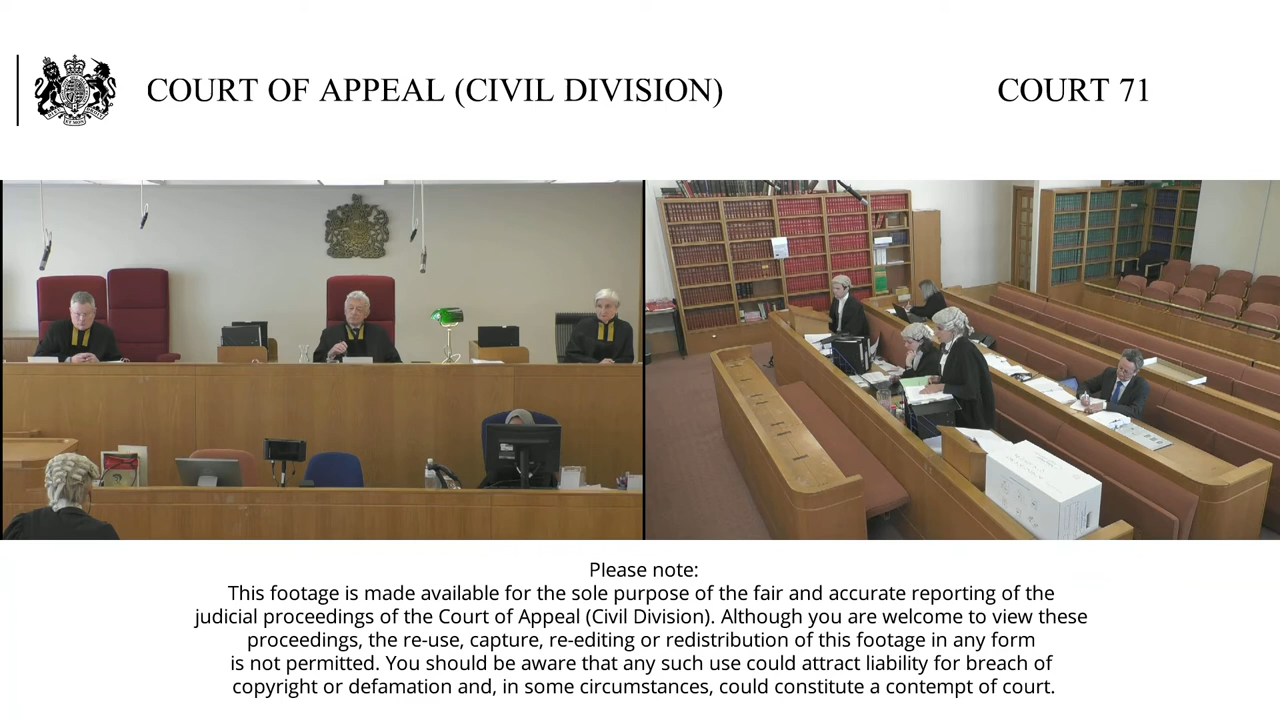 COURT OF APPEAL (CIVIL DIVISION)
COURT 71
Please note:
This footage is made available for the sole purpose of the fair and accurate reporting of the
judicial proceedings of the Court of Appeal (Civil Division). Although you are welcome to view these
proceedings, the re-use, capture, re-editing or redistribution of this footage in any form
is not permitted. You should be aware that any such use could attract liability for breach of
copyright or defamation and, in some circumstances, could constitute a contempt of court.